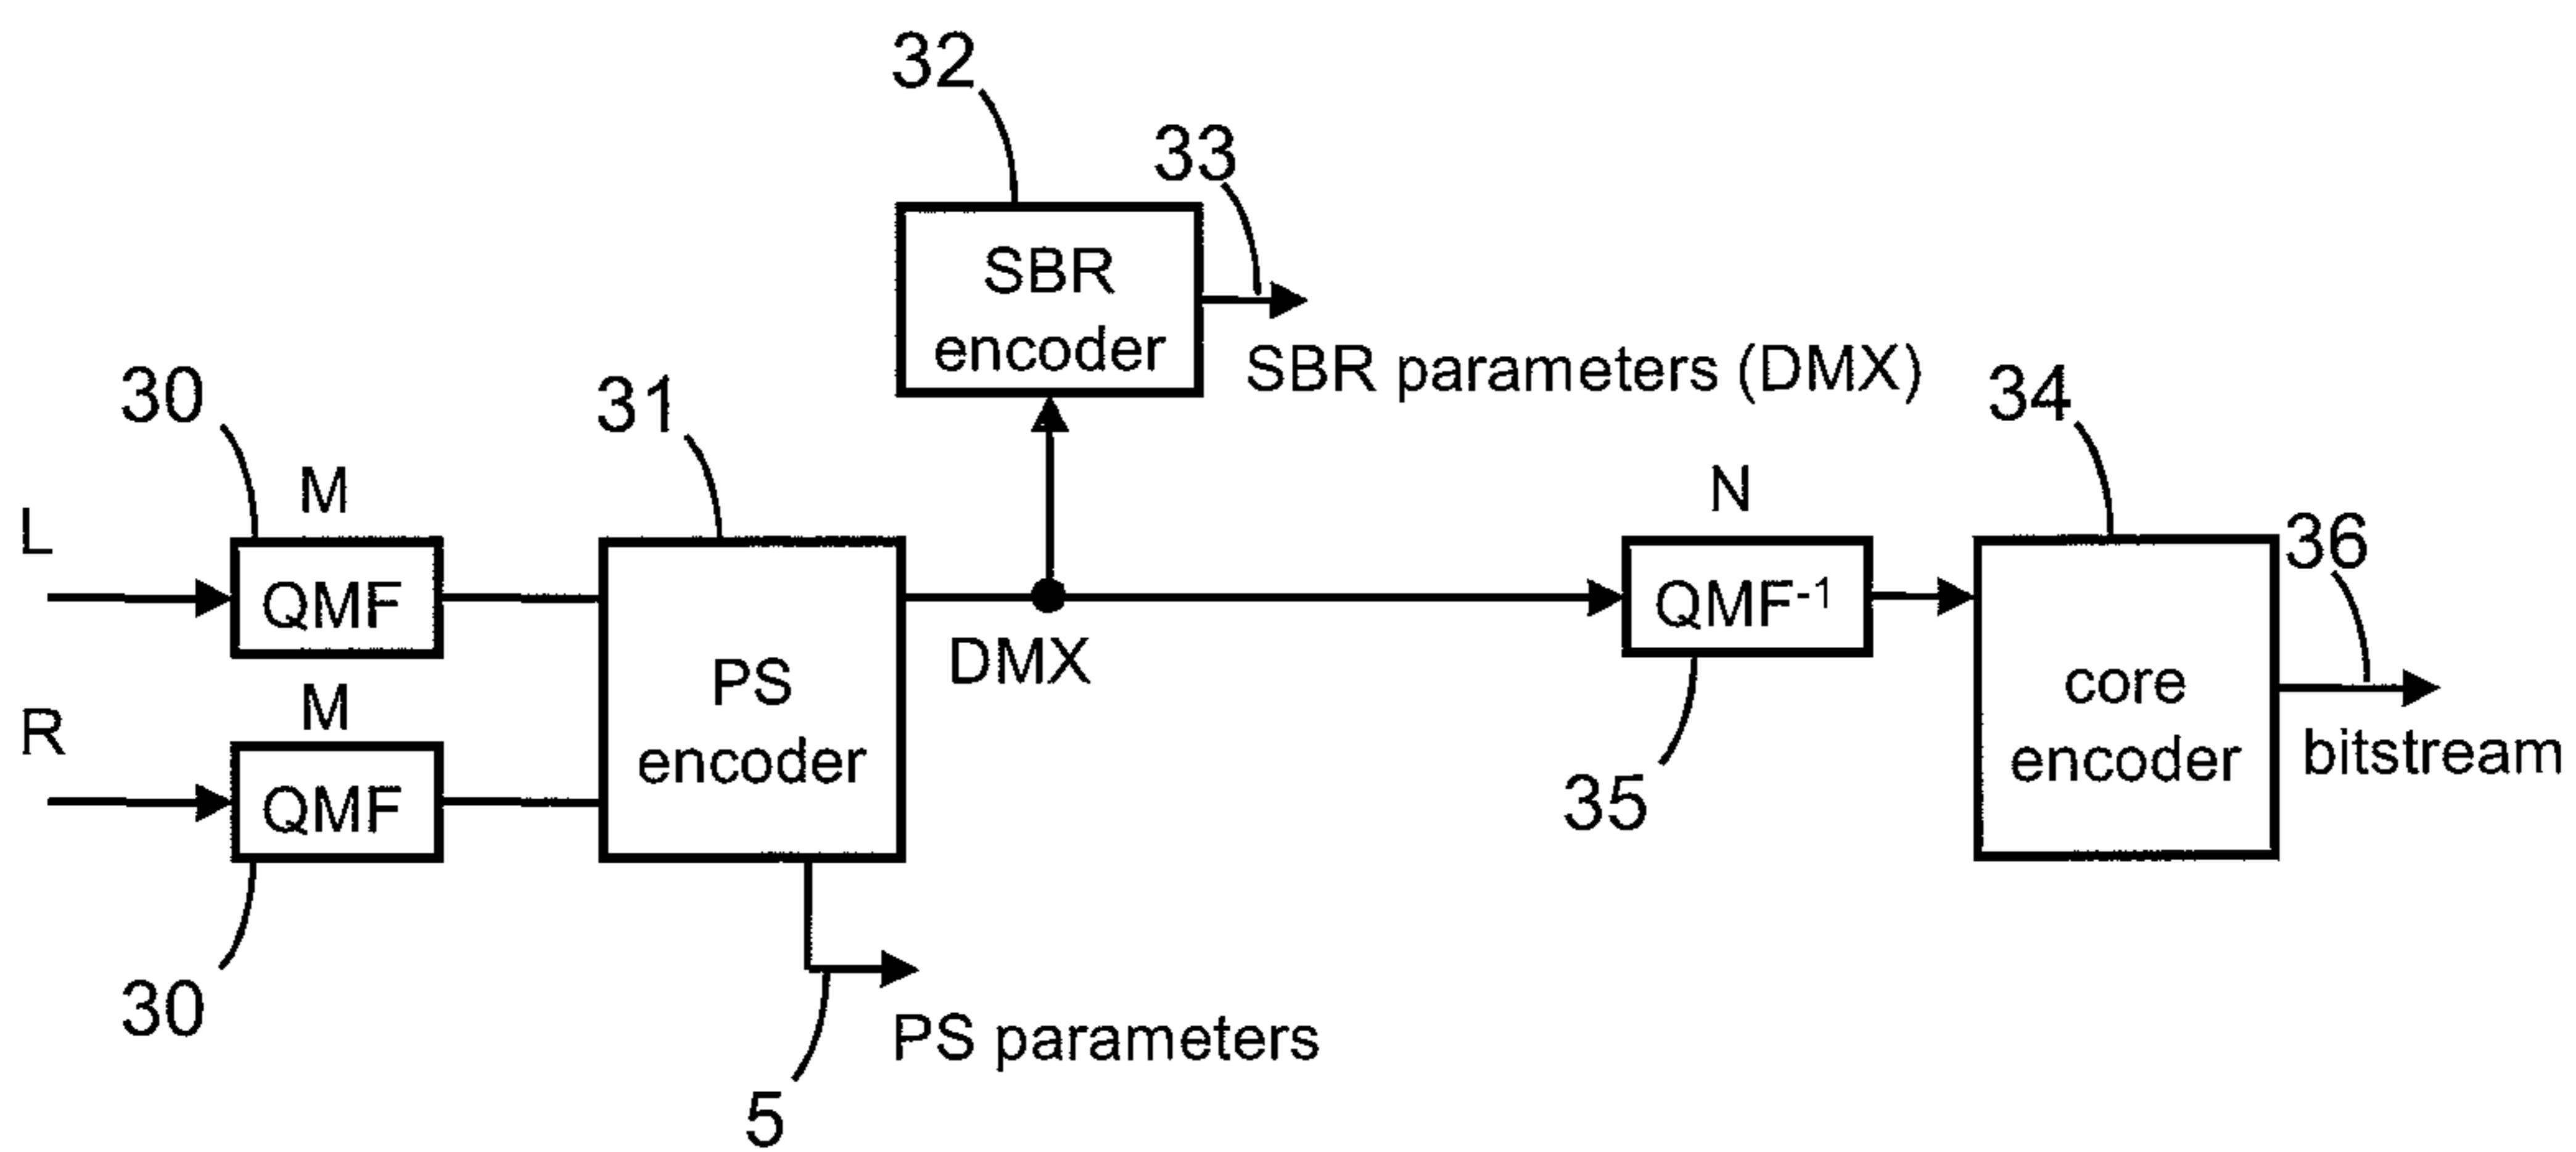 32
33
SBR
encoder
SBR parameters (DMX)
30
31
34
M
N
L
36
QMF
QMF-1
DMX
PS
encoder
core
encoder
M
R
bitstream
QMF
35
30
PS parameters
5